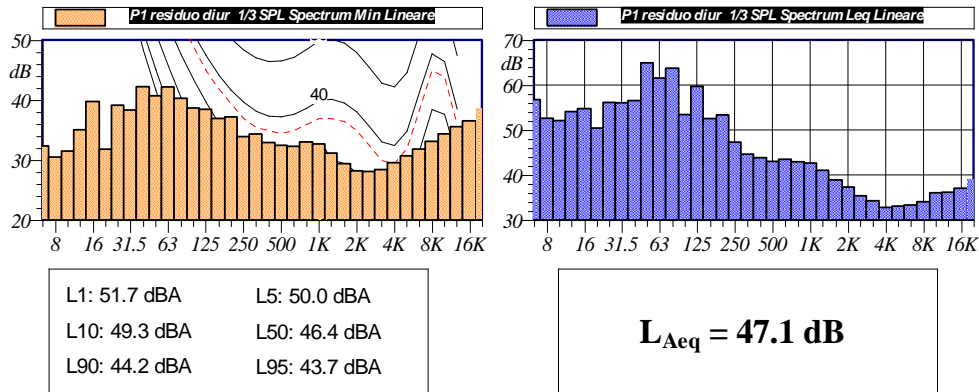 P1 residuo diur 1/3 SPL Spectrum Min Lineare
50
dB
40
30
20
40
8 16 31.5 63 125 250 500 1K 2K 4K 8K 16K
P1 residuo diur 1/3 SPL Spectrum Leq Lineare
70
dB
60
50
40
30
8 16 31.5 63 125 250 500 1K 2K 4K 8K 16K
L1: 51.7 dBA L5: 50.0 dBA
L10: 49.3 dBA L50: 46.4 dBA
L90: 44.2 dBA L95: 43.7 dBA
LAeq = 47.1 dB